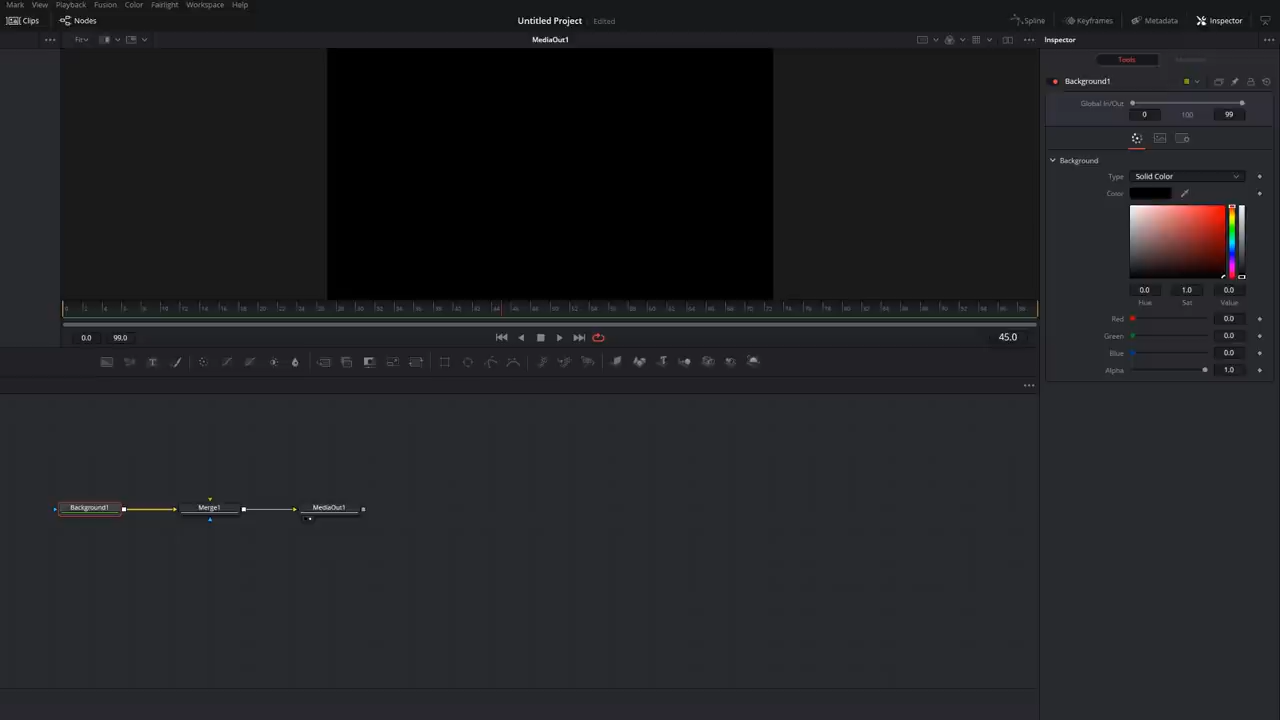 Mark View Playback Fusion Color Fairlight Workspace Help
Clips Nodes Untitled Project Edited Spline Keyframes Metadata Inspector
Fit MediaOut1 Inspector
Tools
Background1
Global In/Out
0 100 99
Background
Type Solid Color
Color
0.0 1.0 0.0
Hue Sat Value
Red 0.0
Green 0.0
Blue 0.0
Alpha 1.0
0.0 99.0 45.0
Background1 Merge1 MediaOut1